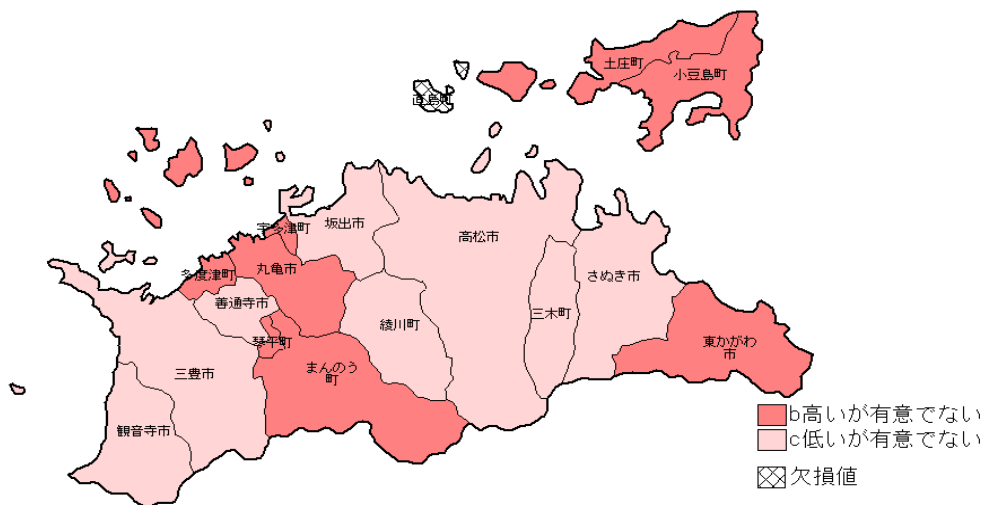 土庄町
小豆島町
直島町
宇多津町
坂出市
高松市
多度津町
丸亀市
さぬき市
善通寺市
綾川町
三木町
琴平町
東かがわ
市
まんのう
町
三豊市
観音寺市
b高いが有意でない
c低いが有意でない
欠損値